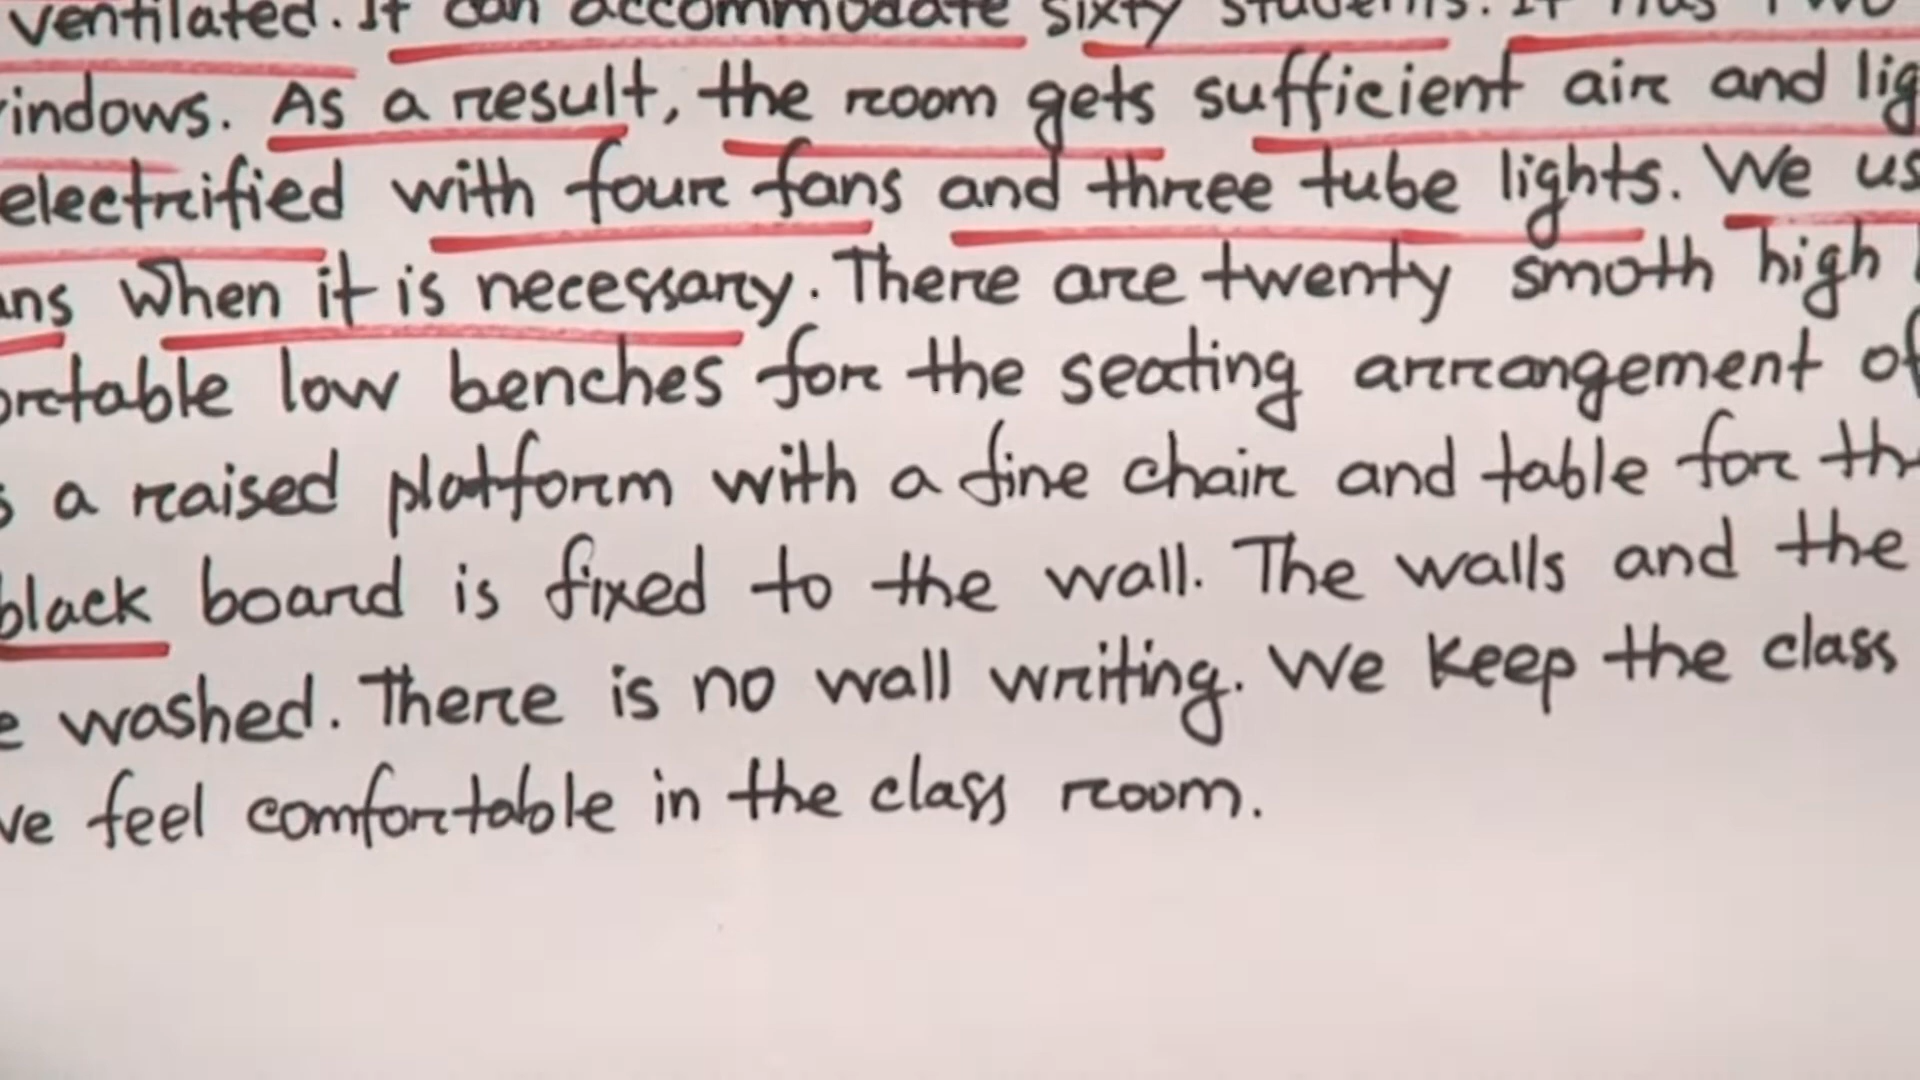 ventilated. It can accommodate sixty students. It has two
indows. As a result, the room gets sufficient air and lig
electrified with four fans and three tube lights. We us
ans when it is necessary. There are twenty smoth high
ortable low benches for the seating arrangement of
s a raised platform with a fine chair and table for th
black board is fixed to the wall. The walls and the
e washed. There is no wall writing. We keep the class
ve feel comfortable in the class room.